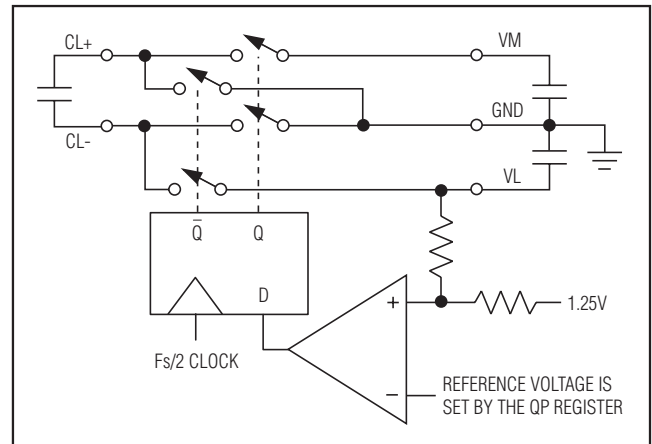 CL+
VM
GND
CL-
VL
Q̄
Q
D
+
1.25V
Fs/2 CLOCK
−
REFERENCE VOLTAGE IS
SET BY THE QP REGISTER